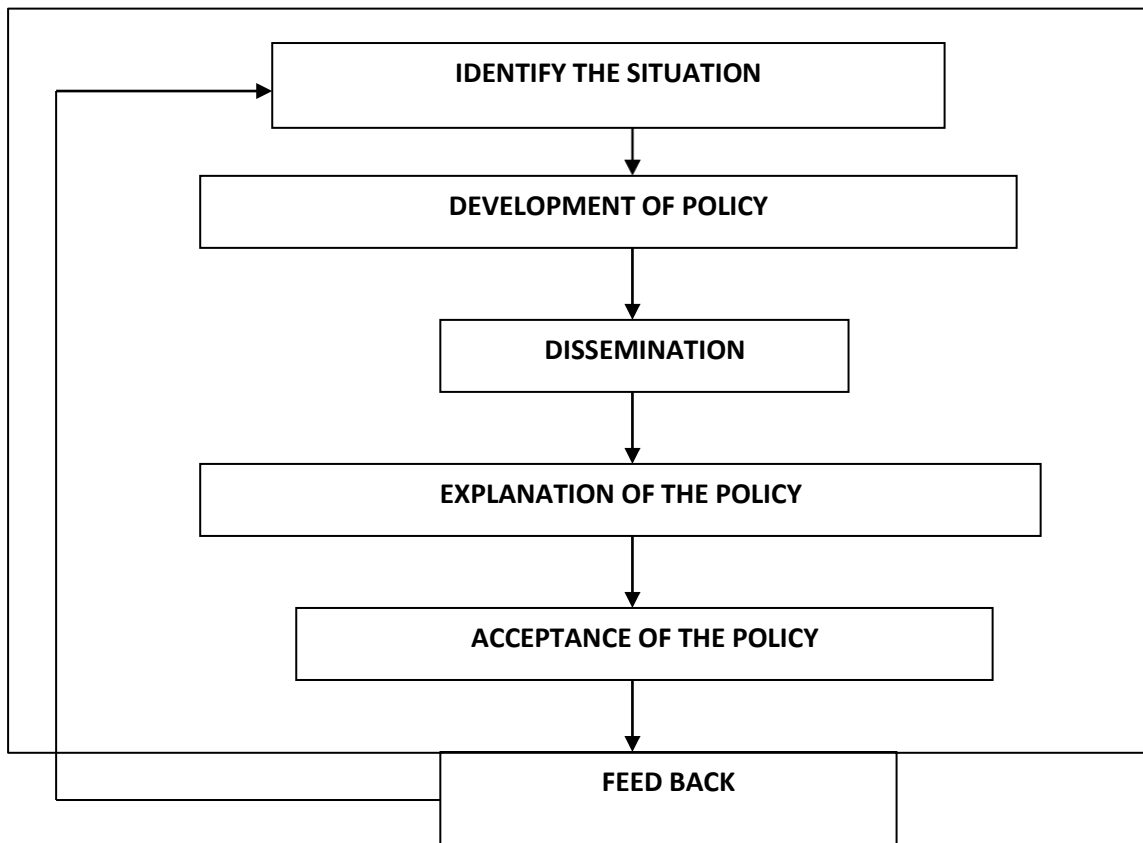 IDENTIFY THE SITUATION
DEVELOPMENT OF POLICY
DISSEMINATION
EXPLANATION OF THE POLICY
ACCEPTANCE OF THE POLICY
FEED BACK